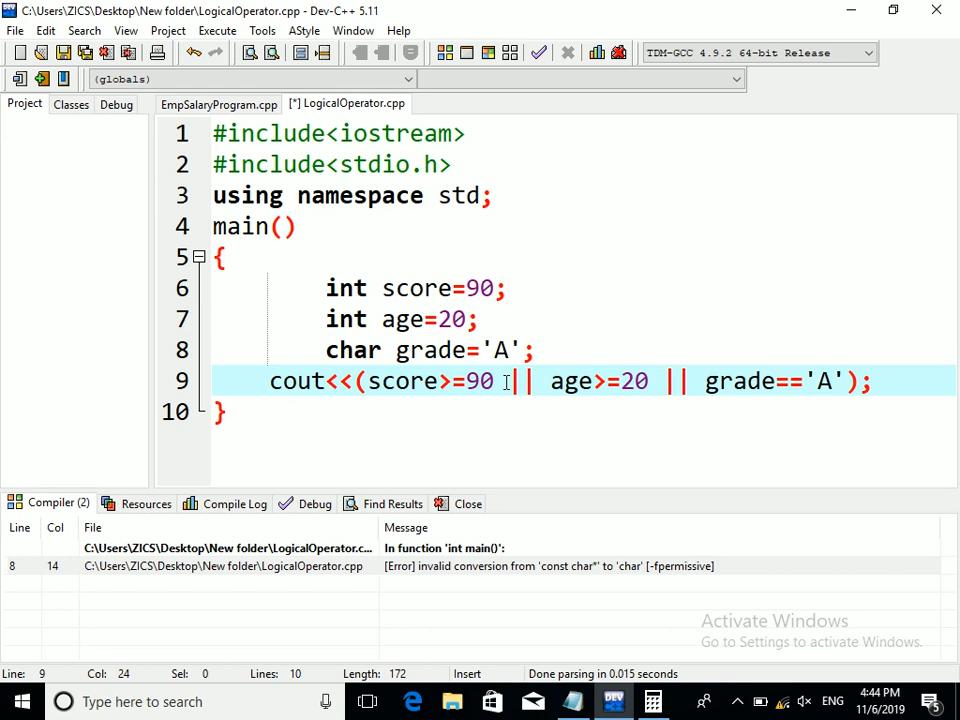 C:\Users\ZICS\Desktop\New folder\LogicalOperator.cpp - Dev-C++ 5.11
File Edit Search View Project Execute Tools AStyle Window Help
TDM-GCC 4.9.2 64-bit Release
(globals)
Project Classes Debug EmpSalaryProgram.cpp [*] LogicalOperator.cpp
1 #include<iostream>
2 #include<stdio.h>
3 using namespace std;
4 main()
5 {
6 int score=90;
7 int age=20;
8 char grade='A';
9 cout<<(score>=90 || age>=20 || grade=='A');
10 }
Compiler (2) Resources Compile Log Debug Find Results Close
Line Col File Message
C:\Users\ZICS\Desktop\New folder\LogicalOperator.c... In function 'int main()':
8 14 C:\Users\ZICS\Desktop\New folder\LogicalOperator.cpp [Error] invalid conversion from 'const char*' to 'char' [-fpermissive]
Activate Windows
Go to Settings to activate Windows.
Line: 9 Col: 24 Sel: 0 Lines: 10 Length: 172 Insert Done parsing in 0.015 seconds
Type here to search DEV ENG 4:44 PM
11/6/2019 5